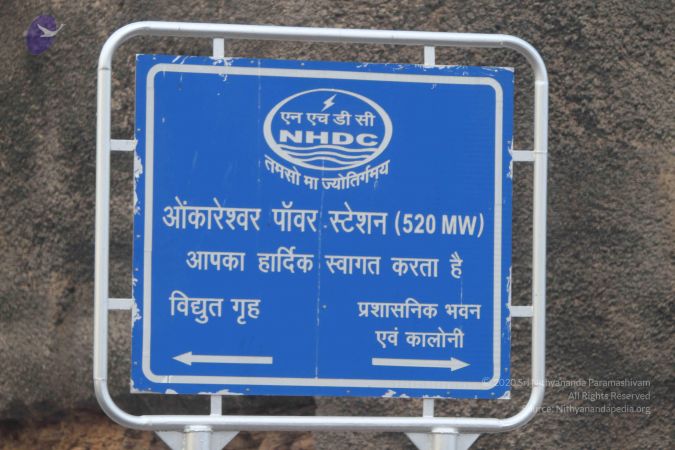 एन एच डी सी
NHDC
तमसो मा ज्योतिर्गमय
ओंकारेश्वर पॉवर स्टेशन (520 MW)
आपका हार्दिक स्वागत करता है
विद्युत गृह
प्रशासनिक भवन
एवं कालोनी
© 2020 Sri Nithyananda Paramashivam
All Rights Reserved
Source: Nithyanandapedia.org